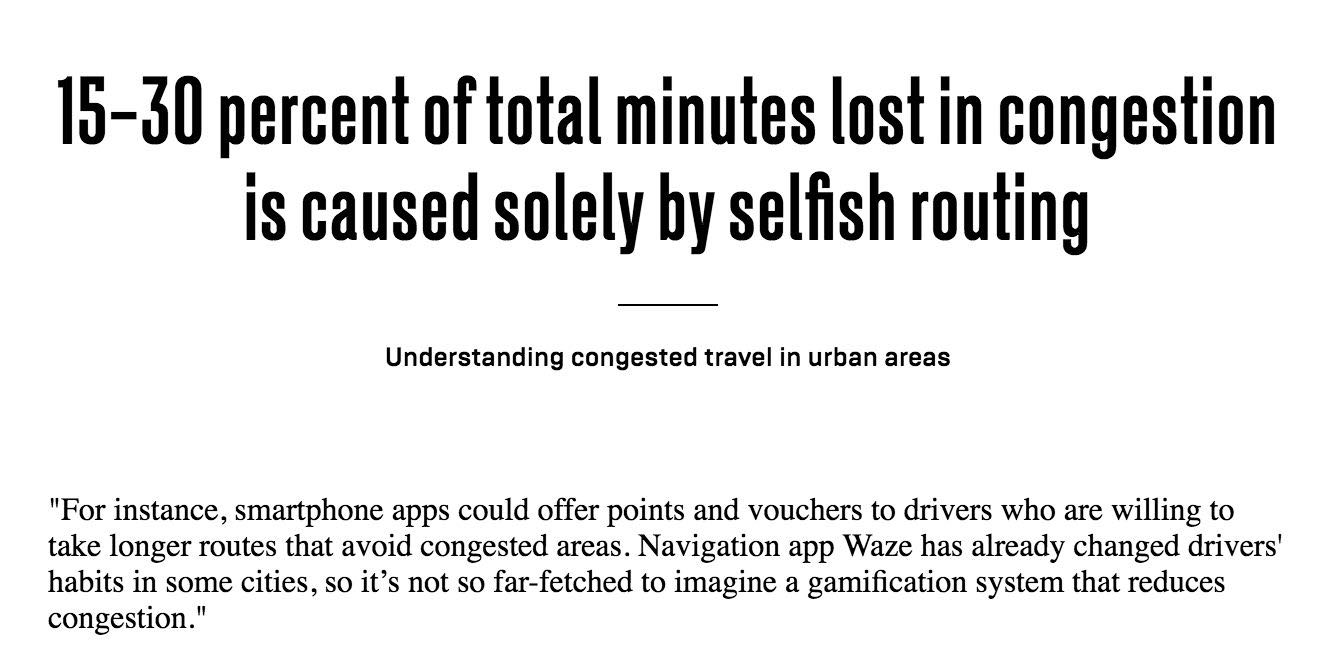 15–30 percent of total minutes lost in congestion
is caused solely by selfish routing
Understanding congested travel in urban areas
"For instance, smartphone apps could offer points and vouchers to drivers who are willing to
take longer routes that avoid congested areas. Navigation app Waze has already changed drivers'
habits in some cities, so it’s not so far-fetched to imagine a gamification system that reduces
congestion."